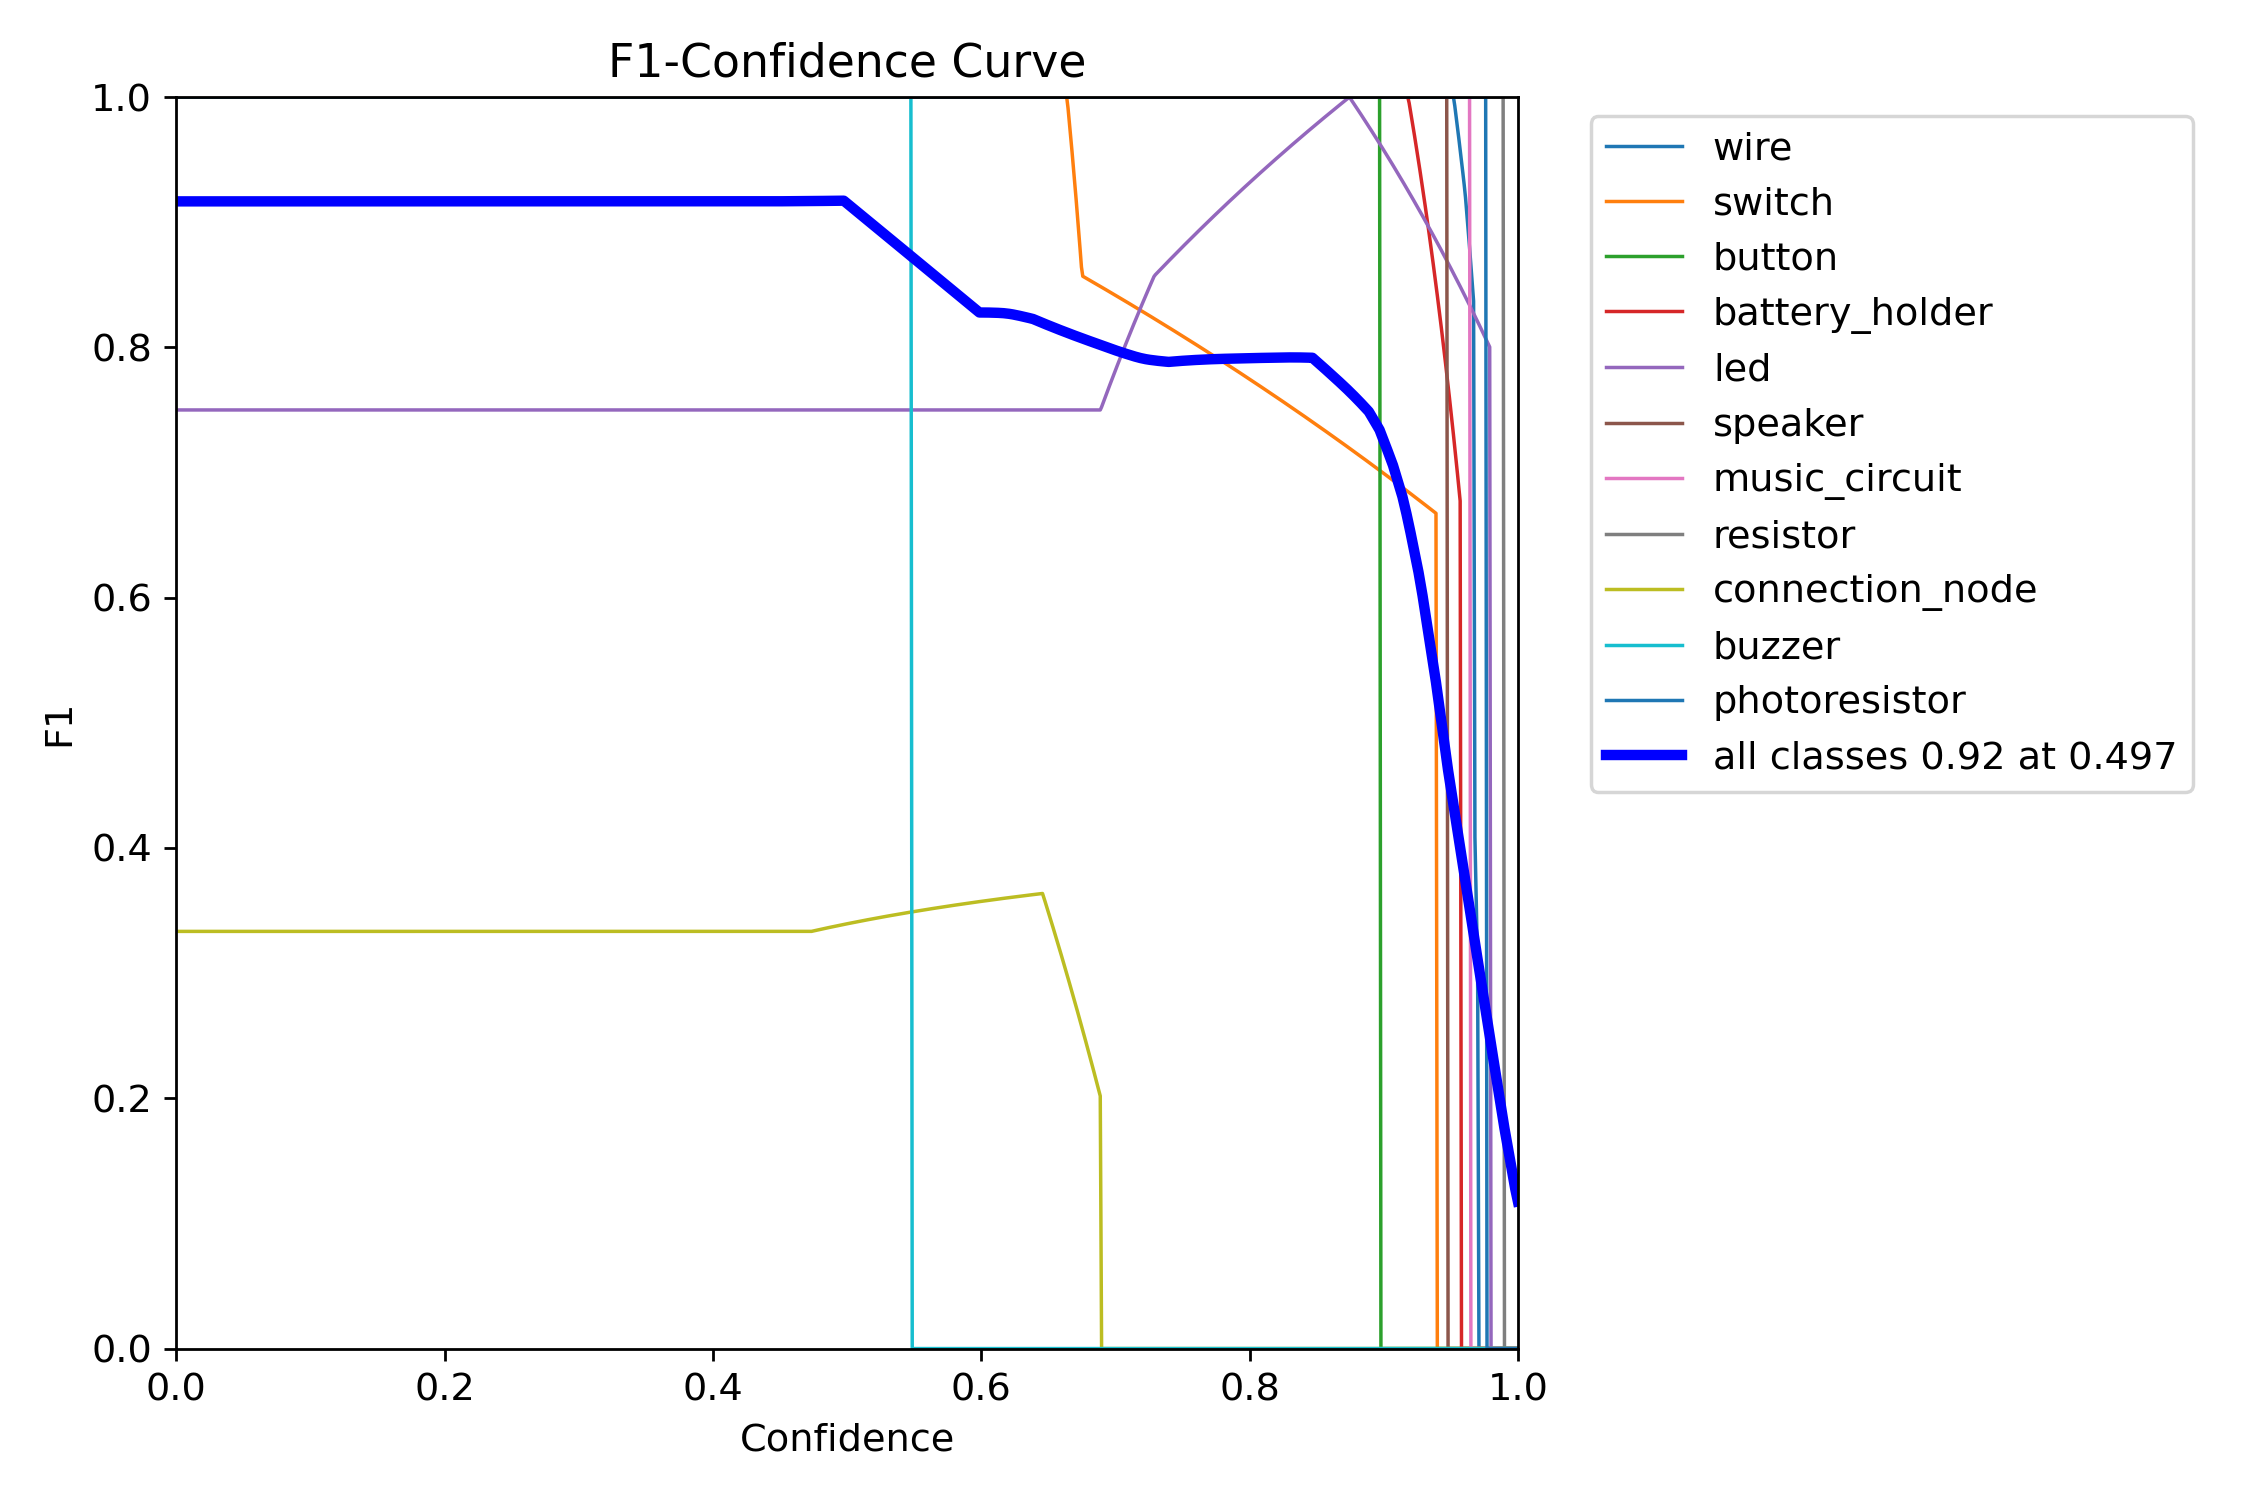 F1-Confidence Curve
1.0
0.8
0.6
0.4
0.2
0.0
F1
0.0 0.2 0.4 0.6 0.8 1.0
Confidence
wire
switch
button
battery_holder
led
speaker
music_circuit
resistor
connection_node
buzzer
photoresistor
all classes 0.92 at 0.497